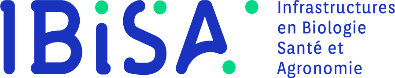 IBiSA
Infrastructures
en Biologie
Santé et
Agronomie